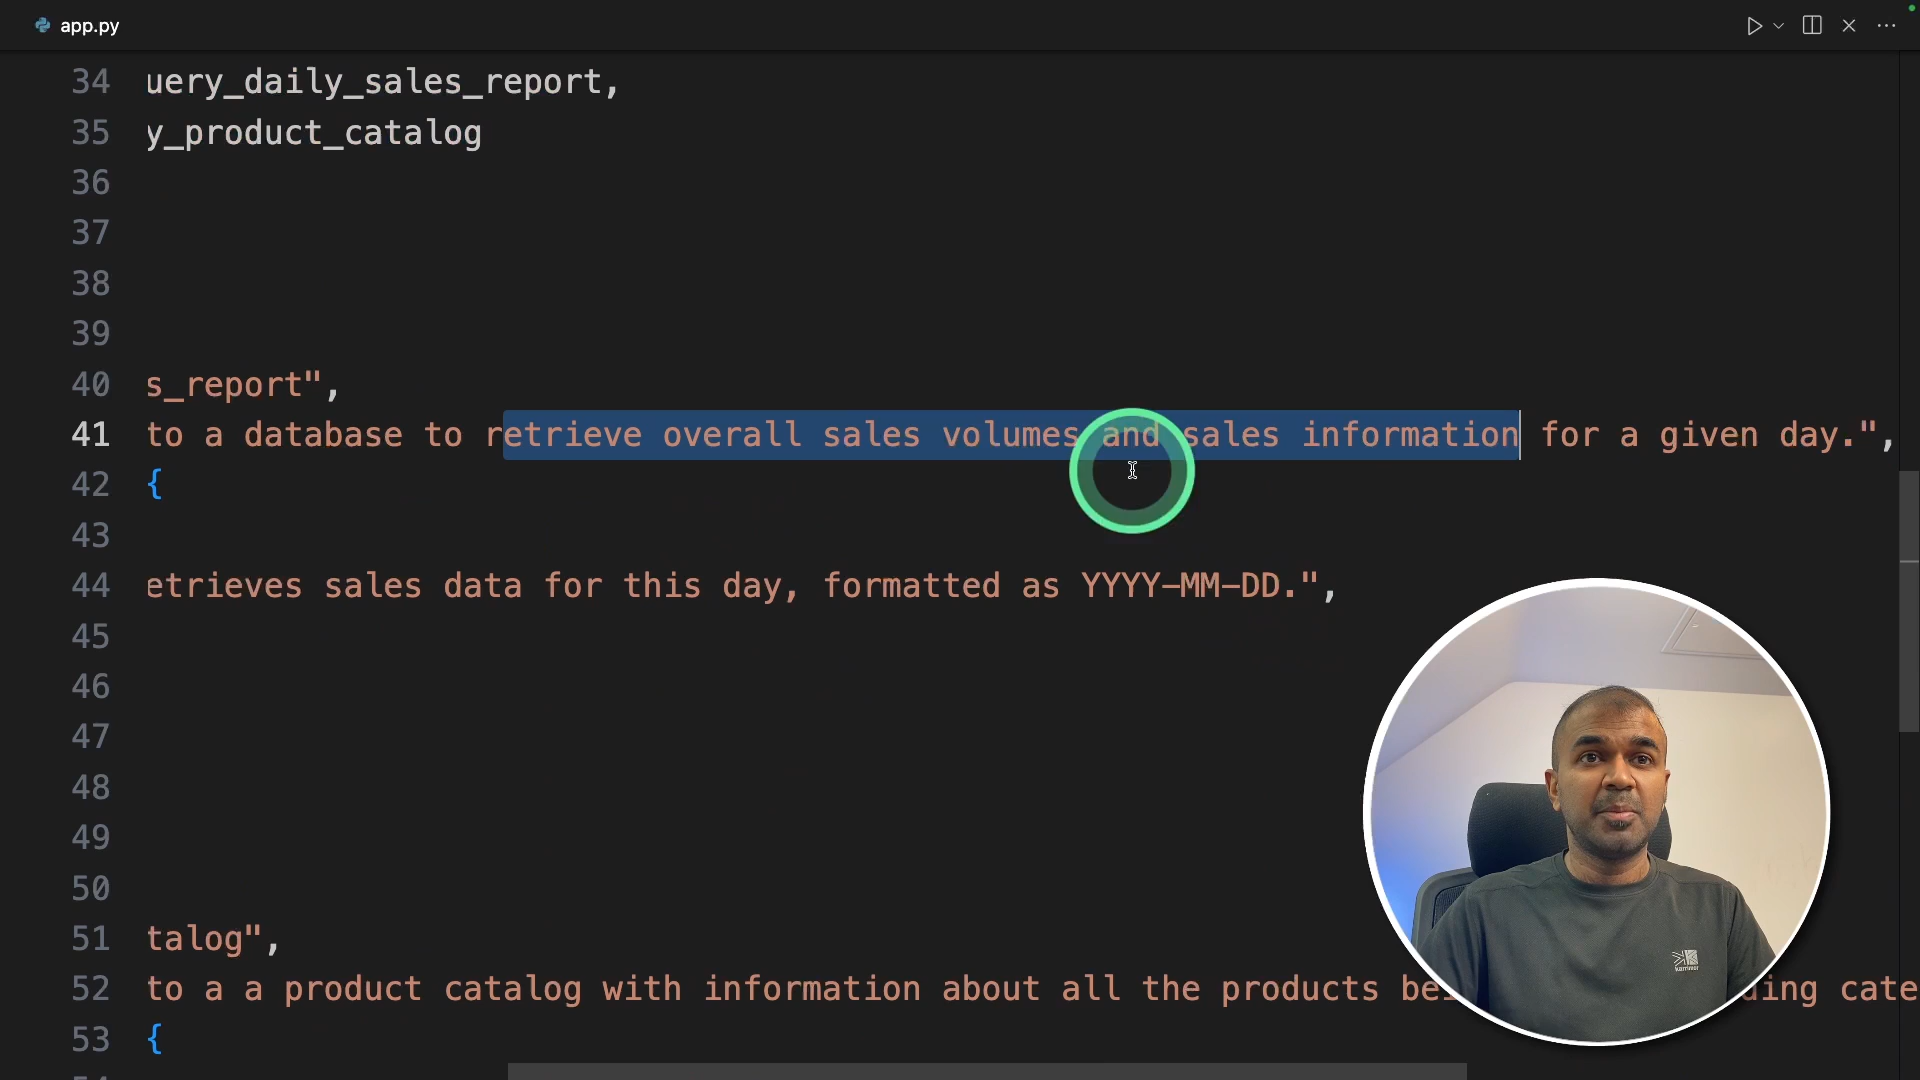 app.py
34 uery_daily_sales_report,
35 y_product_catalog
36
37
38
39
40 s_report",
41 to a database to retrieve overall sales volumes and sales information for a given day.",
42 {
43
44 etrieves sales data for this day, formatted as YYYY-MM-DD.",
45
46
47
48
49
50
51 talog",
52 to a a product catalog with information about all the products cate
53 {
karrimor